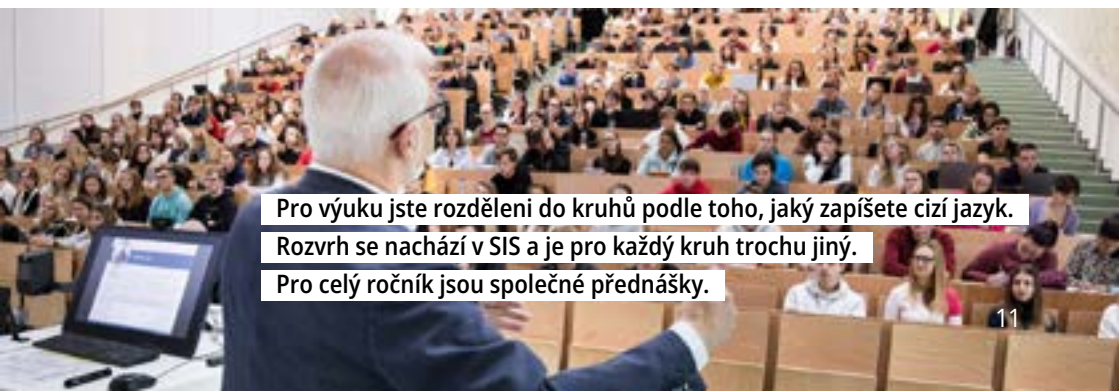 Pro výuku jste rozděleni do kruhů podle toho, jaký zapíšete cizí jazyk.
Rozvrh se nachází v SIS a je pro každý kruh trochu jiný.
Pro celý ročník jsou společné přednášky.
11